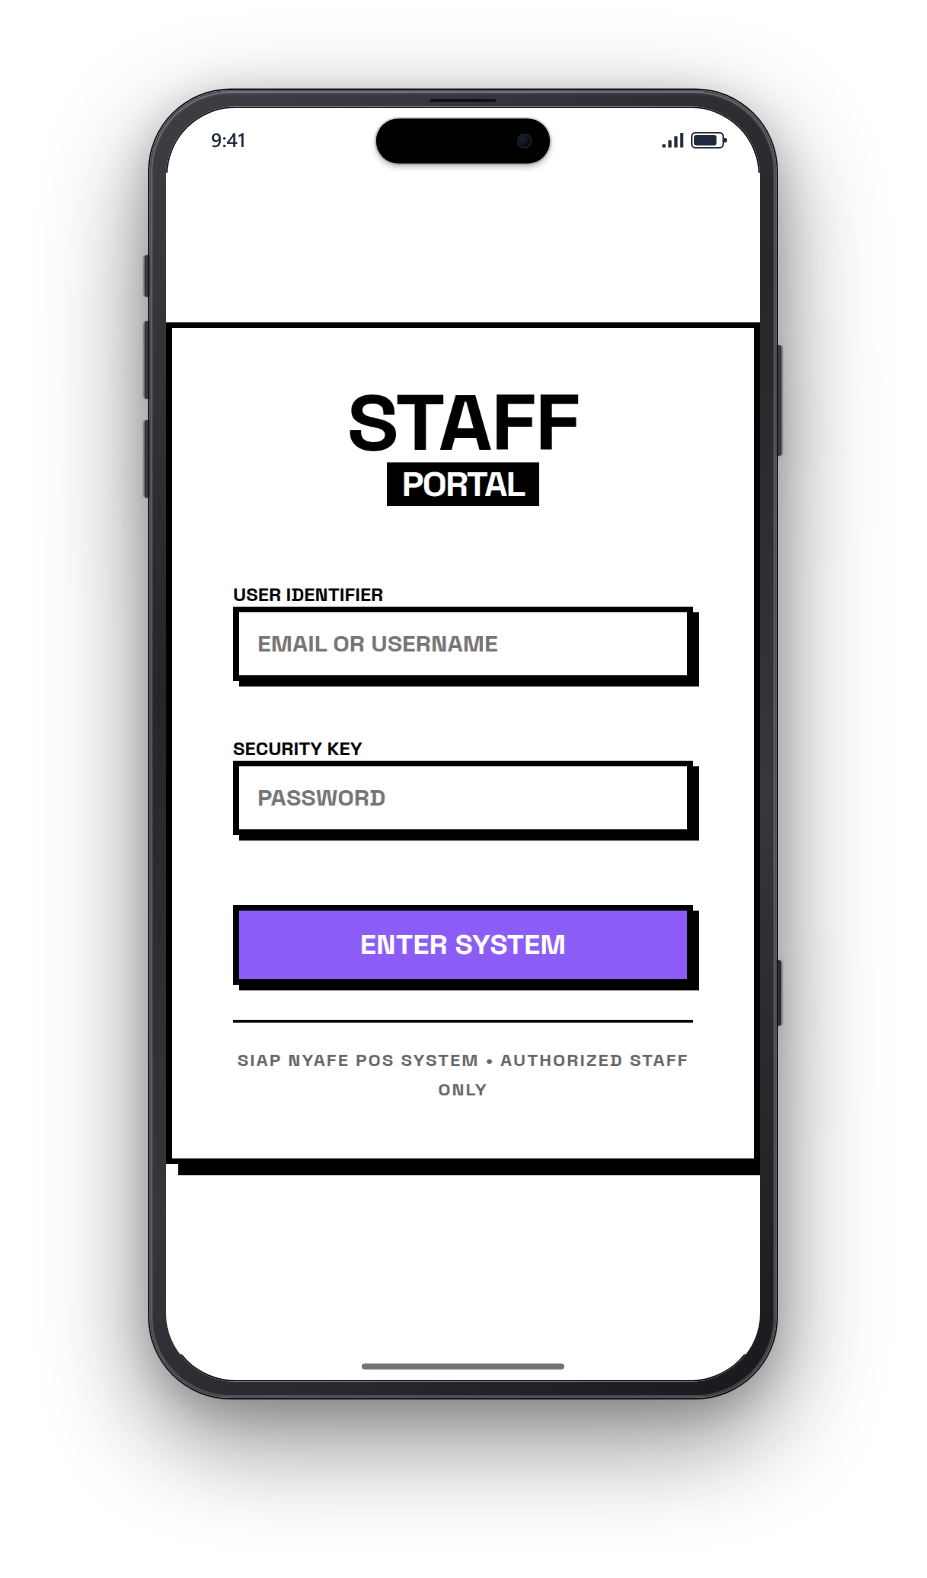 9:41
STAFF
PORTAL
USER IDENTIFIER
EMAIL OR USERNAME
SECURITY KEY
PASSWORD
ENTER SYSTEM
SIAP NYAFE POS SYSTEM • AUTHORIZED STAFF
ONLY